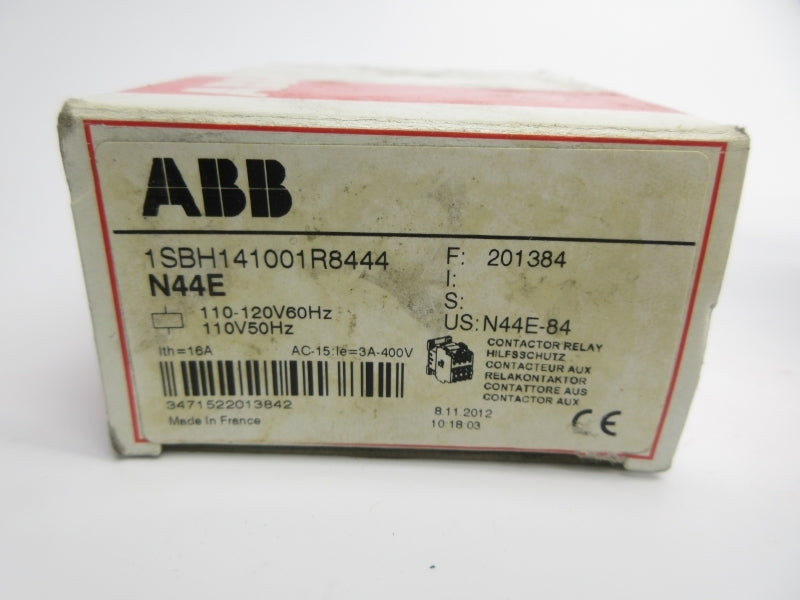 ABB
1SBH141001R8444
N44E
110-120V60Hz
110V50Hz
F: 201384
I:
S:
US: N44E-84
Ith=16A
AC-15:Ie=3A-400V
3471522013842
Made In France
CONTACTOR RELAY
HILFSSCHUTZ
CONTACTEUR AUX
RELAKONTAKTOR
CONTATTORE AUS
CONTACTOR AUX
8.11.2012
10:18:03
CE